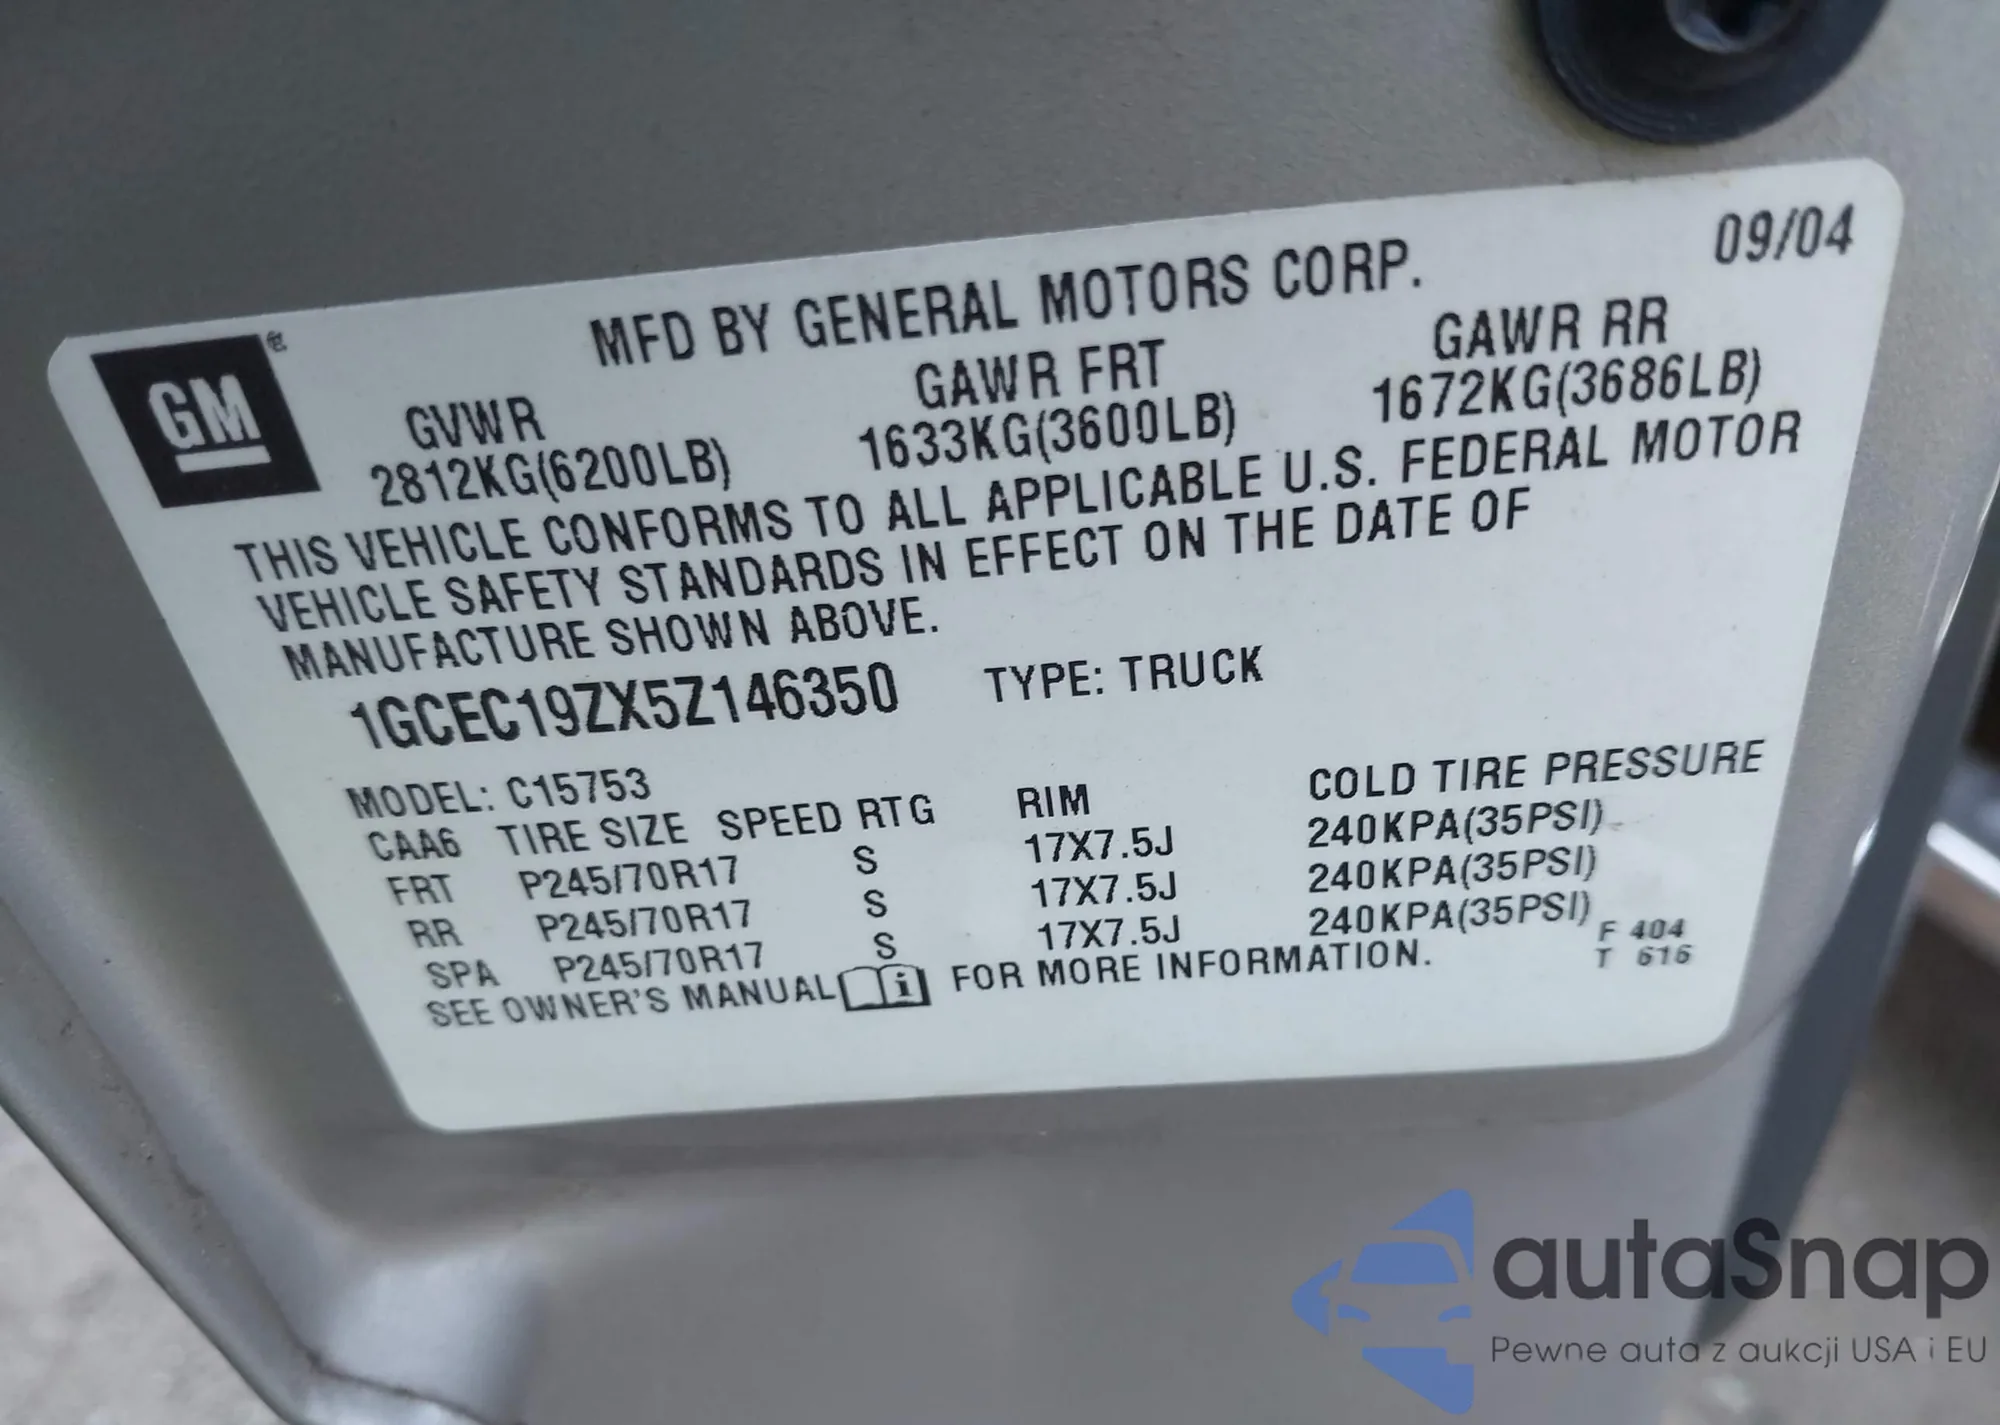 09/04
MFD BY GENERAL MOTORS CORP.
GM
GVWR GAWR FRT GAWR RR
2812KG(6200LB) 1633KG(3600LB) 1672KG(3686LB)
THIS VEHICLE CONFORMS TO ALL APPLICABLE U.S. FEDERAL MOTOR
VEHICLE SAFETY STANDARDS IN EFFECT ON THE DATE OF
MANUFACTURE SHOWN ABOVE.
1GCEC19ZX5Z146350 TYPE: TRUCK
MODEL: C15753
CAA6 TIRE SIZE SPEED RTG RIM COLD TIRE PRESSURE
FRT P245/70R17 S 17X7.5J 240KPA(35PSI)
RR P245/70R17 S 17X7.5J 240KPA(35PSI)
SPA P245/70R17 S 17X7.5J 240KPA(35PSI)
SEE OWNER'S MANUAL i FOR MORE INFORMATION.
F 404
T 616
autaSnap
Pewne auta z aukcji USA i EU